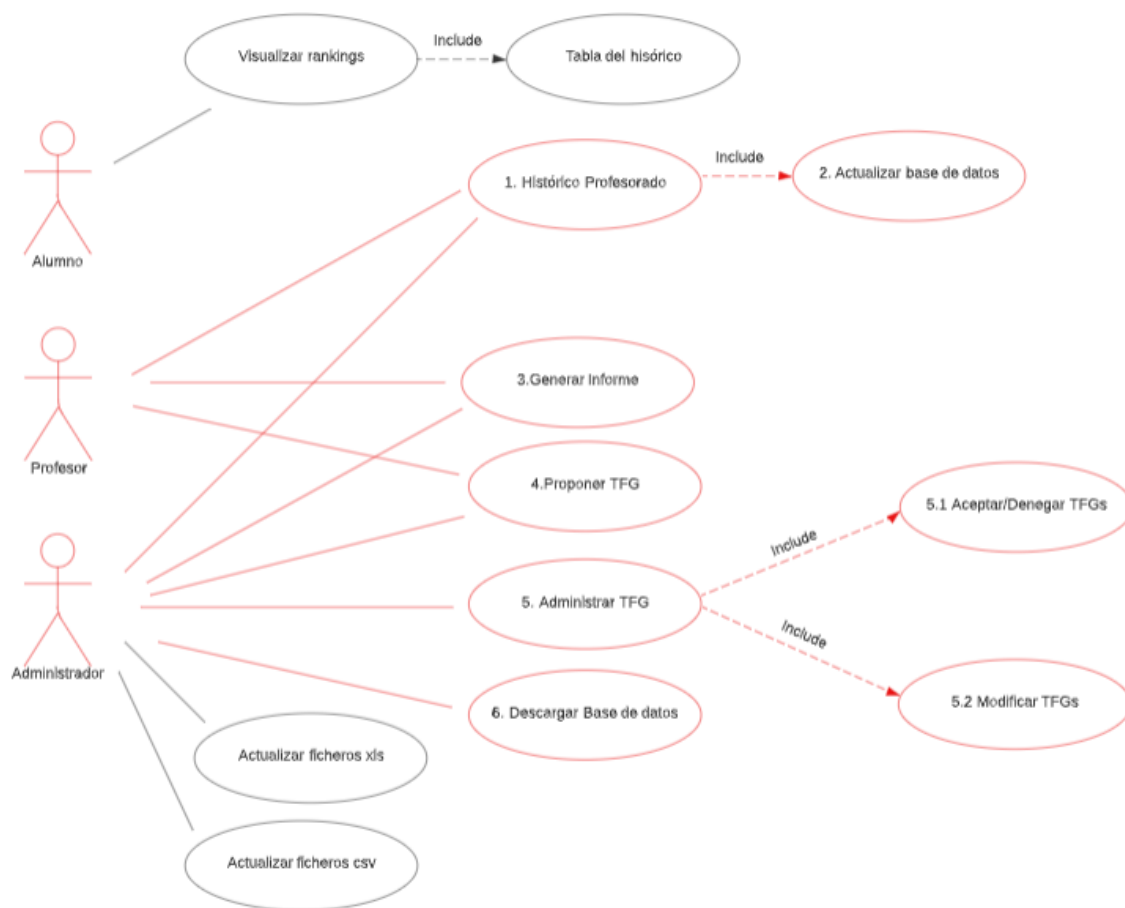 Visualizar rankings
Include
Tabla del hisórico
Alumno
1. Histórico Profesorado
Include
2. Actualizar base de datos
Profesor
3.Generar Informe
4.Proponer TFG
Administrador
5. Administrar TFG
Include
5.1 Aceptar/Denegar TFGs
Include
5.2 Modificar TFGs
6. Descargar Base de datos
Actualizar ficheros xls
Actualizar ficheros csv